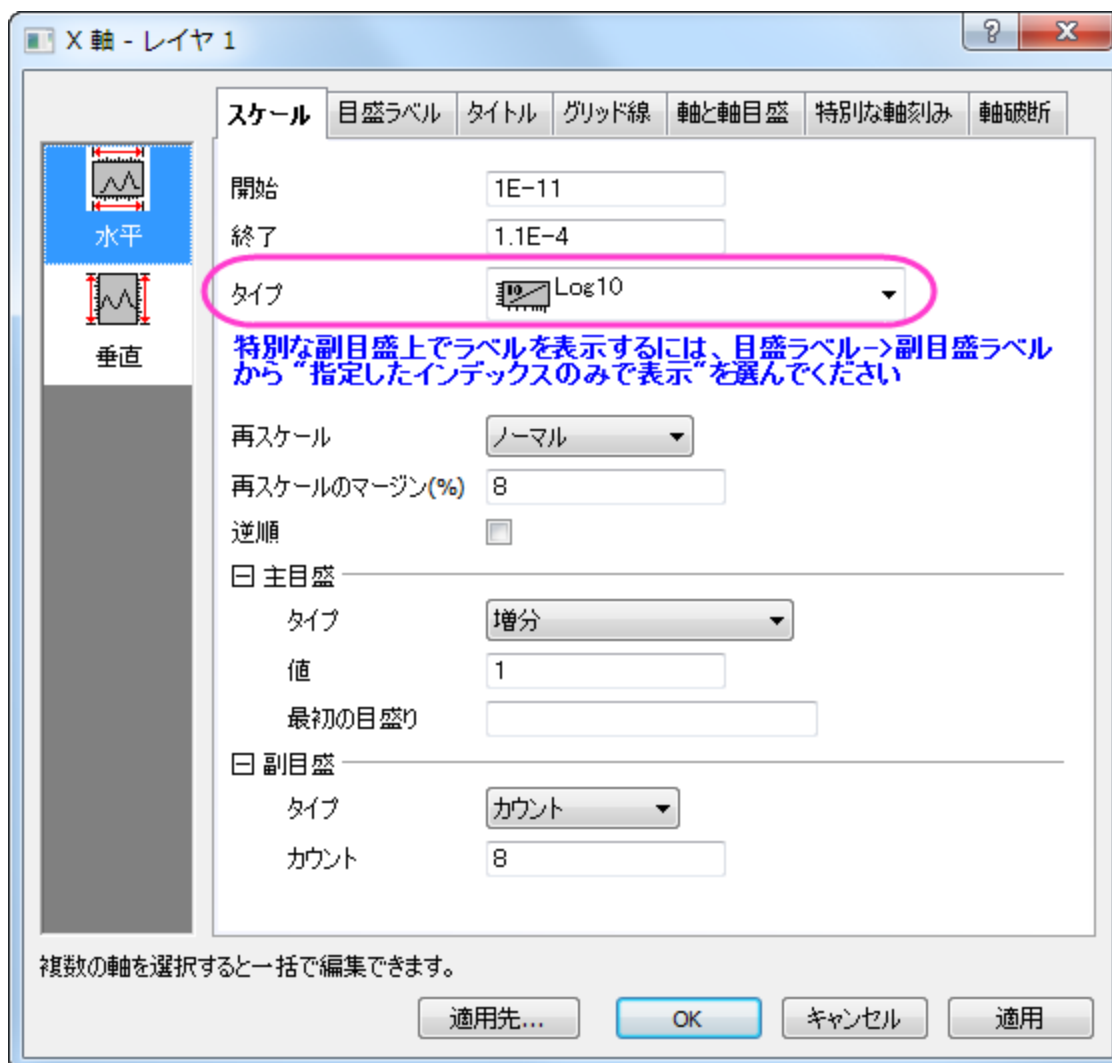 X 軸 - レイヤ 1
スケール 目盛ラベル タイトル グリッド線 軸と軸目盛 特別な軸刻み 軸破断
水平
垂直
開始 1E-11
終了 1.1E-4
タイプ 10 Log10
特別な副目盛上でラベルを表示するには、目盛ラベル->副目盛ラベル
から "指定したインデックスのみで表示"を選んでください
再スケール ノーマル
再スケールのマージン(%) 8
逆順
主目盛
タイプ 増分
値 1
最初の目盛り
副目盛
タイプ カウント
カウント 8
複数の軸を選択すると一括で編集できます。
適用先... OK キャンセル 適用